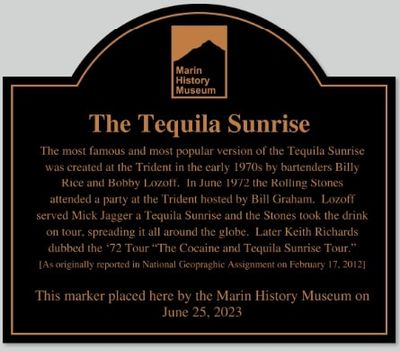 Marin
History
Museum
The Tequila Sunrise
The most famous and most popular version of the Tequila Sunrise
was created at the Trident in the early 1970s by bartenders Billy
Rice and Bobby Lozoff. In June 1972 the Rolling Stones
attended a party at the Trident hosted by Bill Graham. Lozoff
served Mick Jagger a Tequila Sunrise and the Stones took the drink
on tour, spreading it all around the globe. Later Keith Richards
dubbed the ‘72 Tour “The Cocaine and Tequila Sunrise Tour.”
[As originally reported in National Geopraghic Assignment on February 17, 2012]
This marker placed here by the Marin History Museum on
June 25, 2023